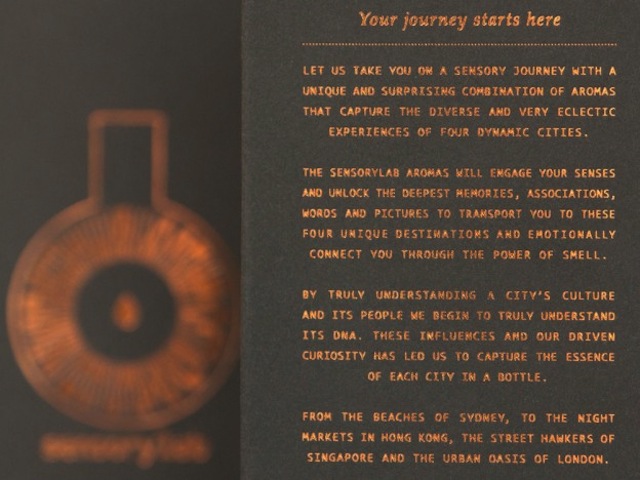 Your journey starts here
LET US TAKE YOU ON A SENSORY JOURNEY WITH A
UNIQUE AND SURPRISING COMBINATION OF AROMAS
THAT CAPTURE THE DIVERSE AND VERY ECLECTIC
EXPERIENCES OF FOUR DYNAMIC CITIES.
THE SENSORYLAB AROMAS WILL ENGAGE YOUR SENSES
AND UNLOCK THE DEEPEST MEMORIES, ASSOCIATIONS,
WORDS AND PICTURES TO TRANSPORT YOU TO THESE
FOUR UNIQUE DESTINATIONS AND EMOTIONALLY
CONNECT YOU THROUGH THE POWER OF SMELL.
BY TRULY UNDERSTANDING A CITY'S CULTURE
AND ITS PEOPLE WE BEGIN TO TRULY UNDERSTAND
ITS DNA. THESE INFLUENCES AND OUR DRIVEN
CURIOSITY HAS LED US TO CAPTURE THE ESSENCE
OF EACH CITY IN A BOTTLE.
FROM THE BEACHES OF SYDNEY, TO THE NIGHT
MARKETS IN HONG KONG, THE STREET HAWKERS OF
SINGAPORE AND THE URBAN OASIS OF LONDON.
sensorylab